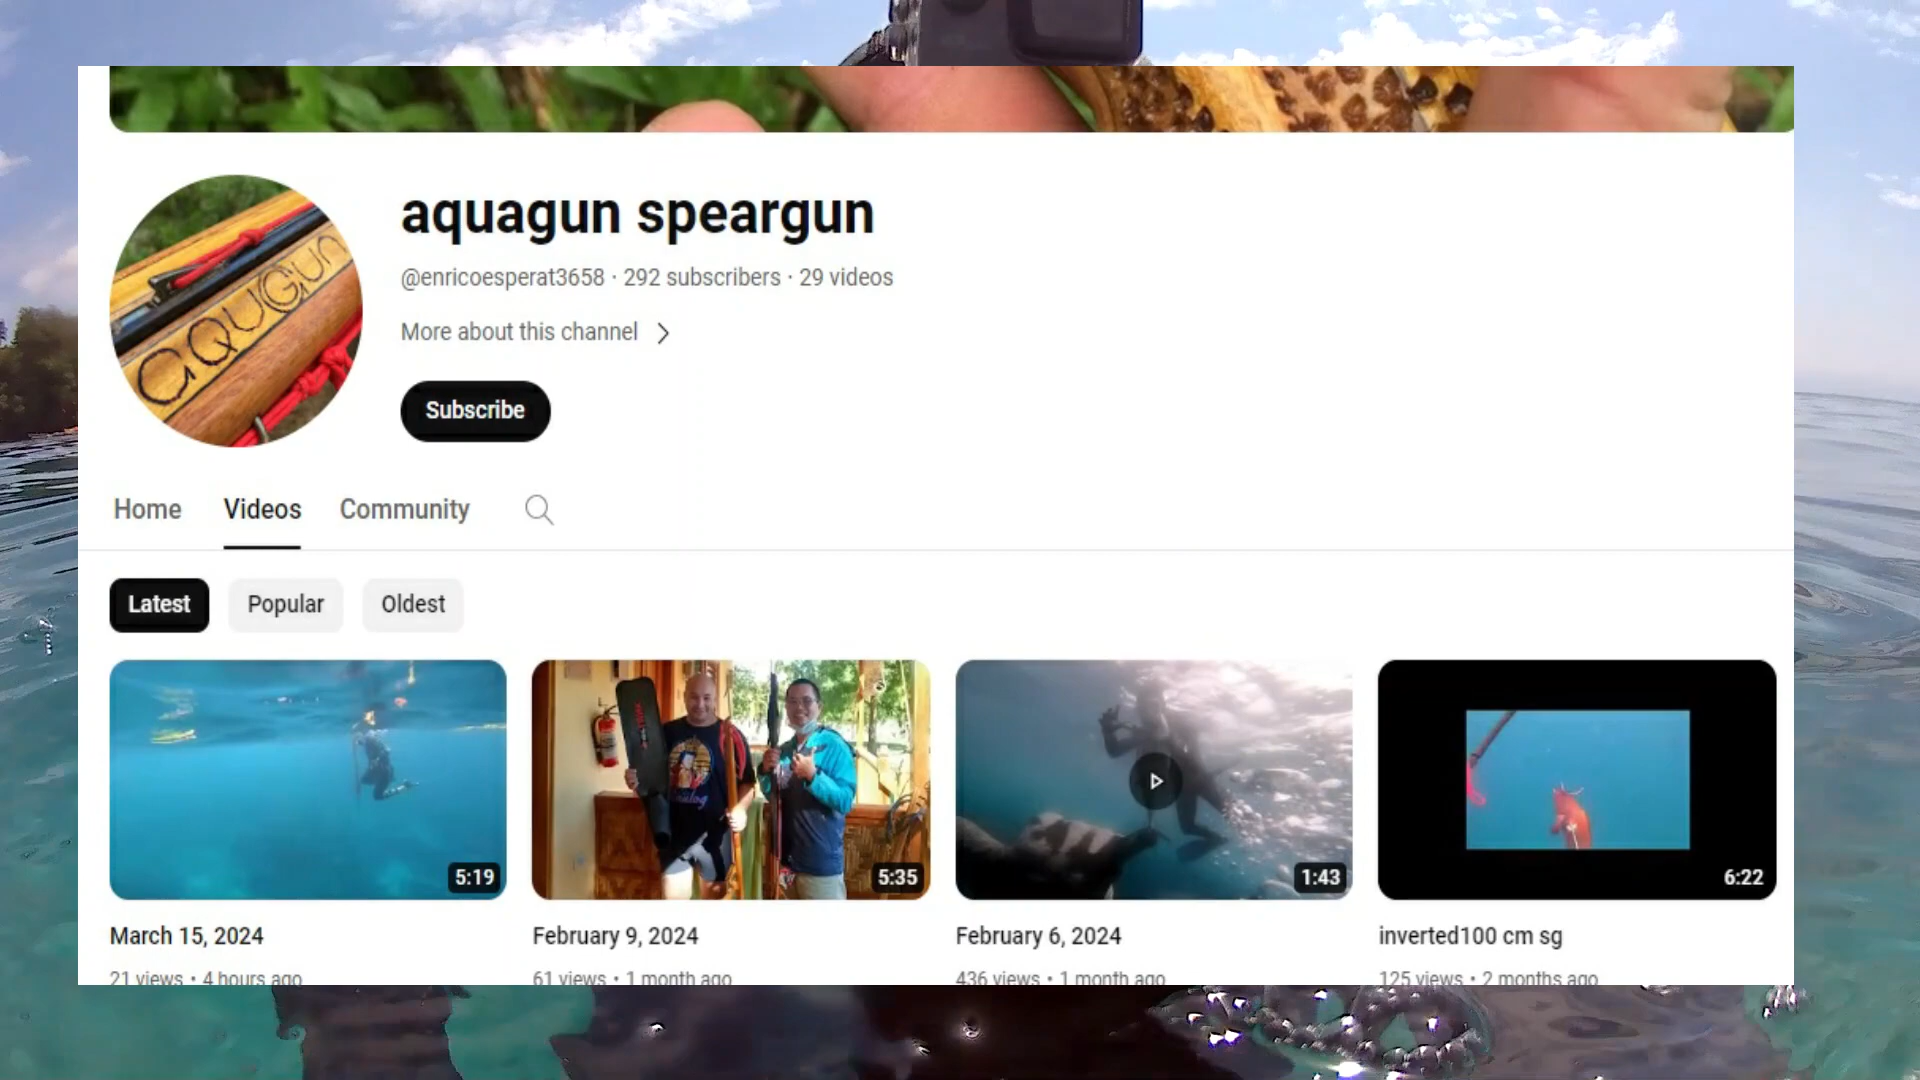 AQUGUN
aquagun speargun
@enricoesperat3658 · 292 subscribers · 29 videos
More about this channel
Subscribe
Home Videos Community
Latest Popular Oldest
5:19 5:35 1:43 6:22
March 15, 2024 February 9, 2024 February 6, 2024 inverted100 cm sg
21 views • 4 hours ago 61 views • 1 month ago 436 views • 1 month ago 125 views • 2 months ago